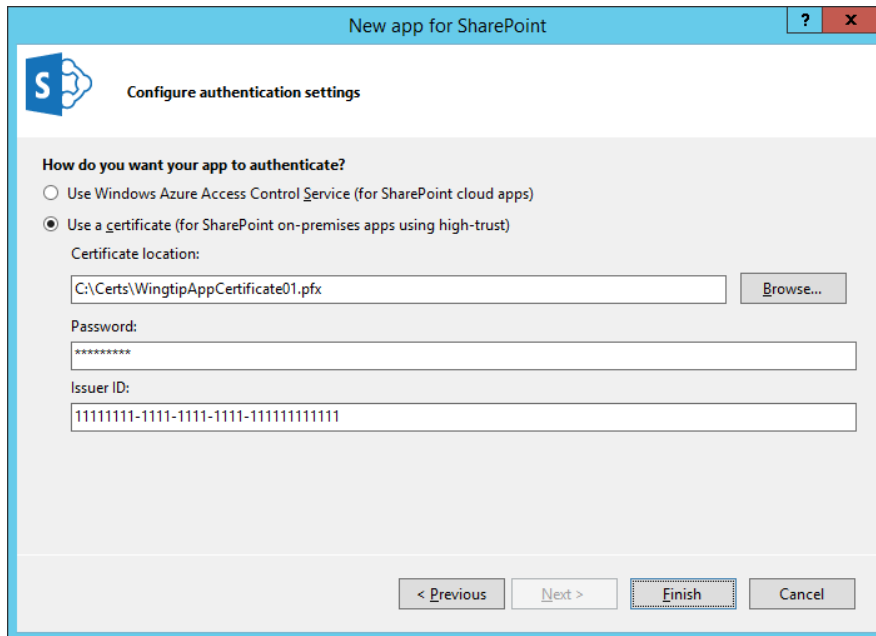 New app for SharePoint
? x
S
Configure authentication settings
How do you want your app to authenticate?
Use Windows Azure Access Control Service (for SharePoint cloud apps)
Use a certificate (for SharePoint on-premises apps using high-trust)
Certificate location:
C:\Certs\WingtipAppCertificate01.pfx
Browse...
Password:
*********
Issuer ID:
11111111-1111-1111-1111-111111111111
< Previous Next > Finish Cancel